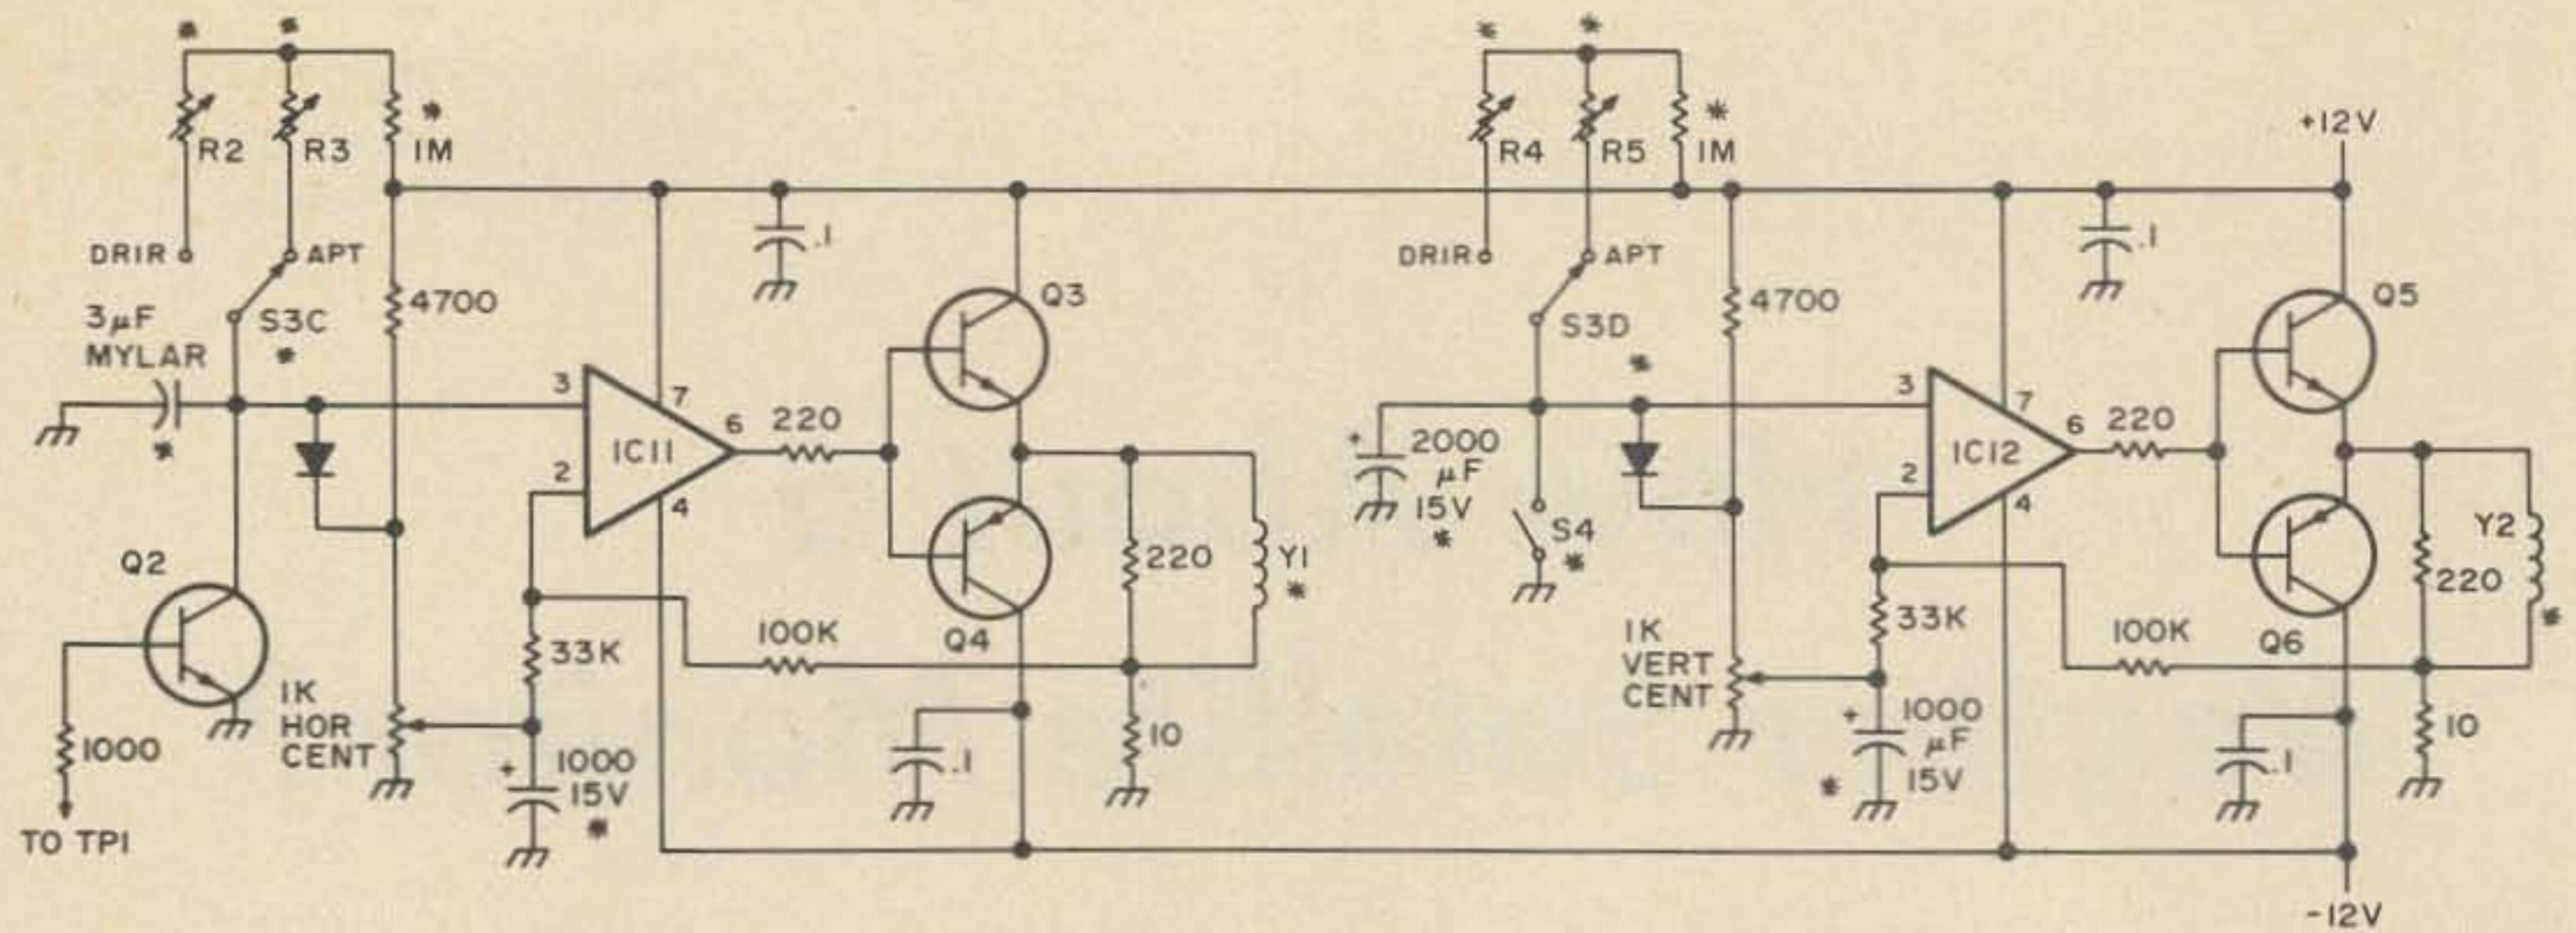 *
*
R2
R3
*
1M
DRIR
APT
3μF
MYLAR
*
S3C
*
4700
Q2
1000
TO TP1
1K
HOR
CENT
3
2
7
4
6
IC11
33K
+
1000
15V
*
220
100K
.1
Q3
Q4
.1
220
10
Y1
*
*
*
R4
R5
*
1M
DRIR
APT
S3D
*
4700
+
2000
μF
15V
*
S4
*
1K
VERT
CENT
3
2
7
4
6
IC12
33K
+
1000
μF
15V
*
220
100K
.1
+12V
Q5
Q6
.1
220
10
Y2
*
-12V